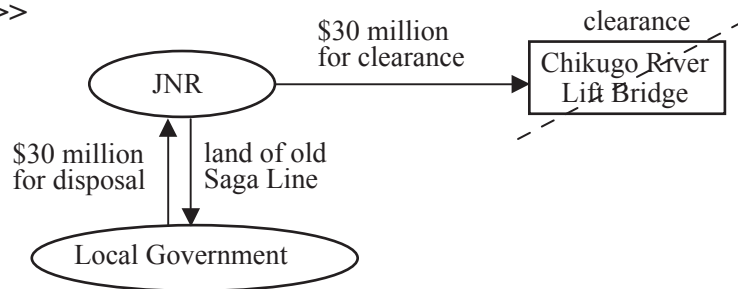 >>
$30 million
for clearance
clearance
JNR
Chikugo River
Lift Bridge
$30 million
for disposal
land of old
Saga Line
Local Government